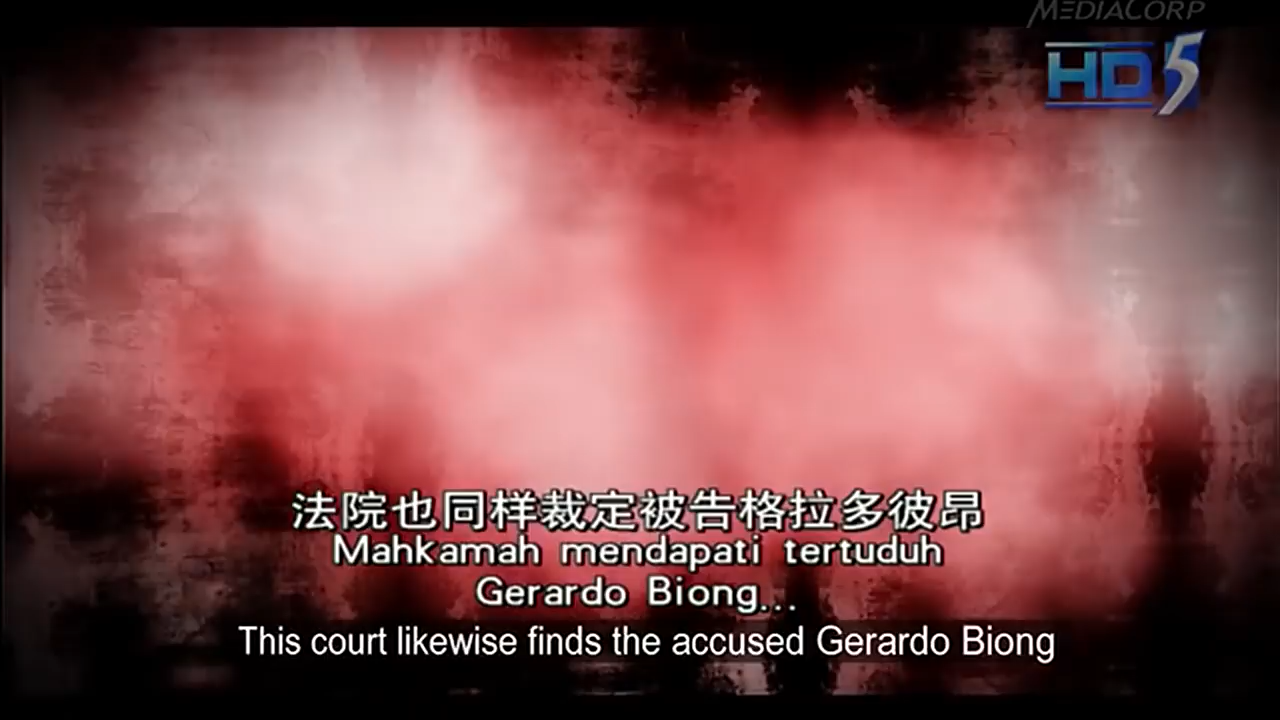 MEDIACORP
HD5
法院也同样裁定被告格拉多彼昂
Mahkamah mendapati tertuduh
Gerardo Biong...
This court likewise finds the accused Gerardo Biong